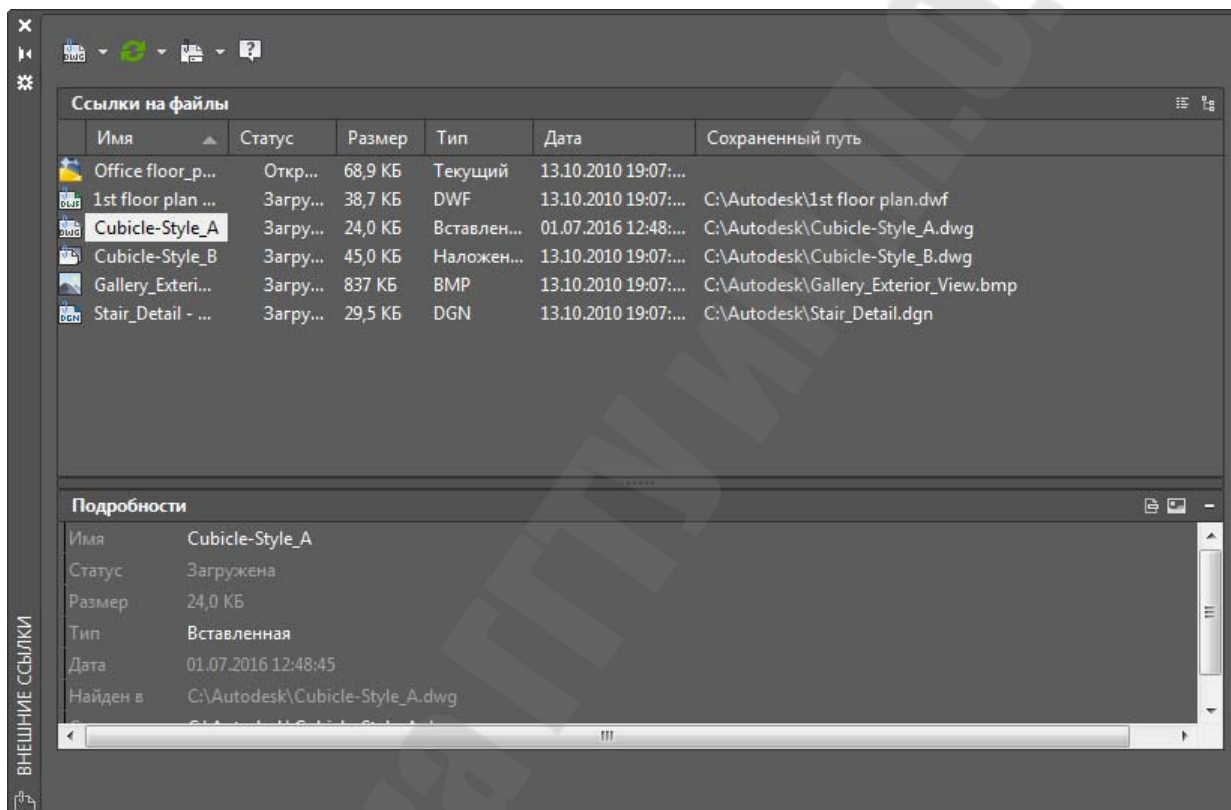 DWG
Ссылки на файлы
Имя Статус Размер Тип Дата Сохраненный путь
Office floor_p... Откр... 68,9 КБ Текущий 13.10.2010 19:07:...
DWF 1st floor plan ... Загру... 38,7 КБ DWF 13.10.2010 19:07:... C:\Autodesk\1st floor plan.dwf
DWG Cubicle-Style_A Загру... 24,0 КБ Вставлен... 01.07.2016 12:48:... C:\Autodesk\Cubicle-Style_A.dwg
Cubicle-Style_B Загру... 45,0 КБ Наложен... 13.10.2010 19:07:... C:\Autodesk\Cubicle-Style_B.dwg
Gallery_Exteri... Загру... 837 КБ BMP 13.10.2010 19:07:... C:\Autodesk\Gallery_Exterior_View.bmp
DGN Stair_Detail - ... Загру... 29,5 КБ DGN 13.10.2010 19:07:... C:\Autodesk\Stair_Detail.dgn
Подробности
Имя Cubicle-Style_A
Статус Загружена
Размер 24,0 КБ
Тип Вставленная
Дата 01.07.2016 12:48:45
Найден в C:\Autodesk\Cubicle-Style_A.dwg
ВНЕШНИЕ ССЫЛКИ